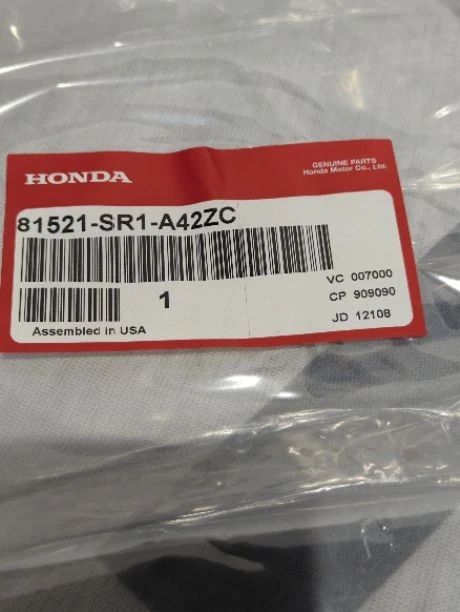 HONDA
GENUINE PARTS
Honda Motor Co., Ltd.
81521-SR1-A42ZC
VC 007000
1
CP 909090
JD 12108
Assembled in USA